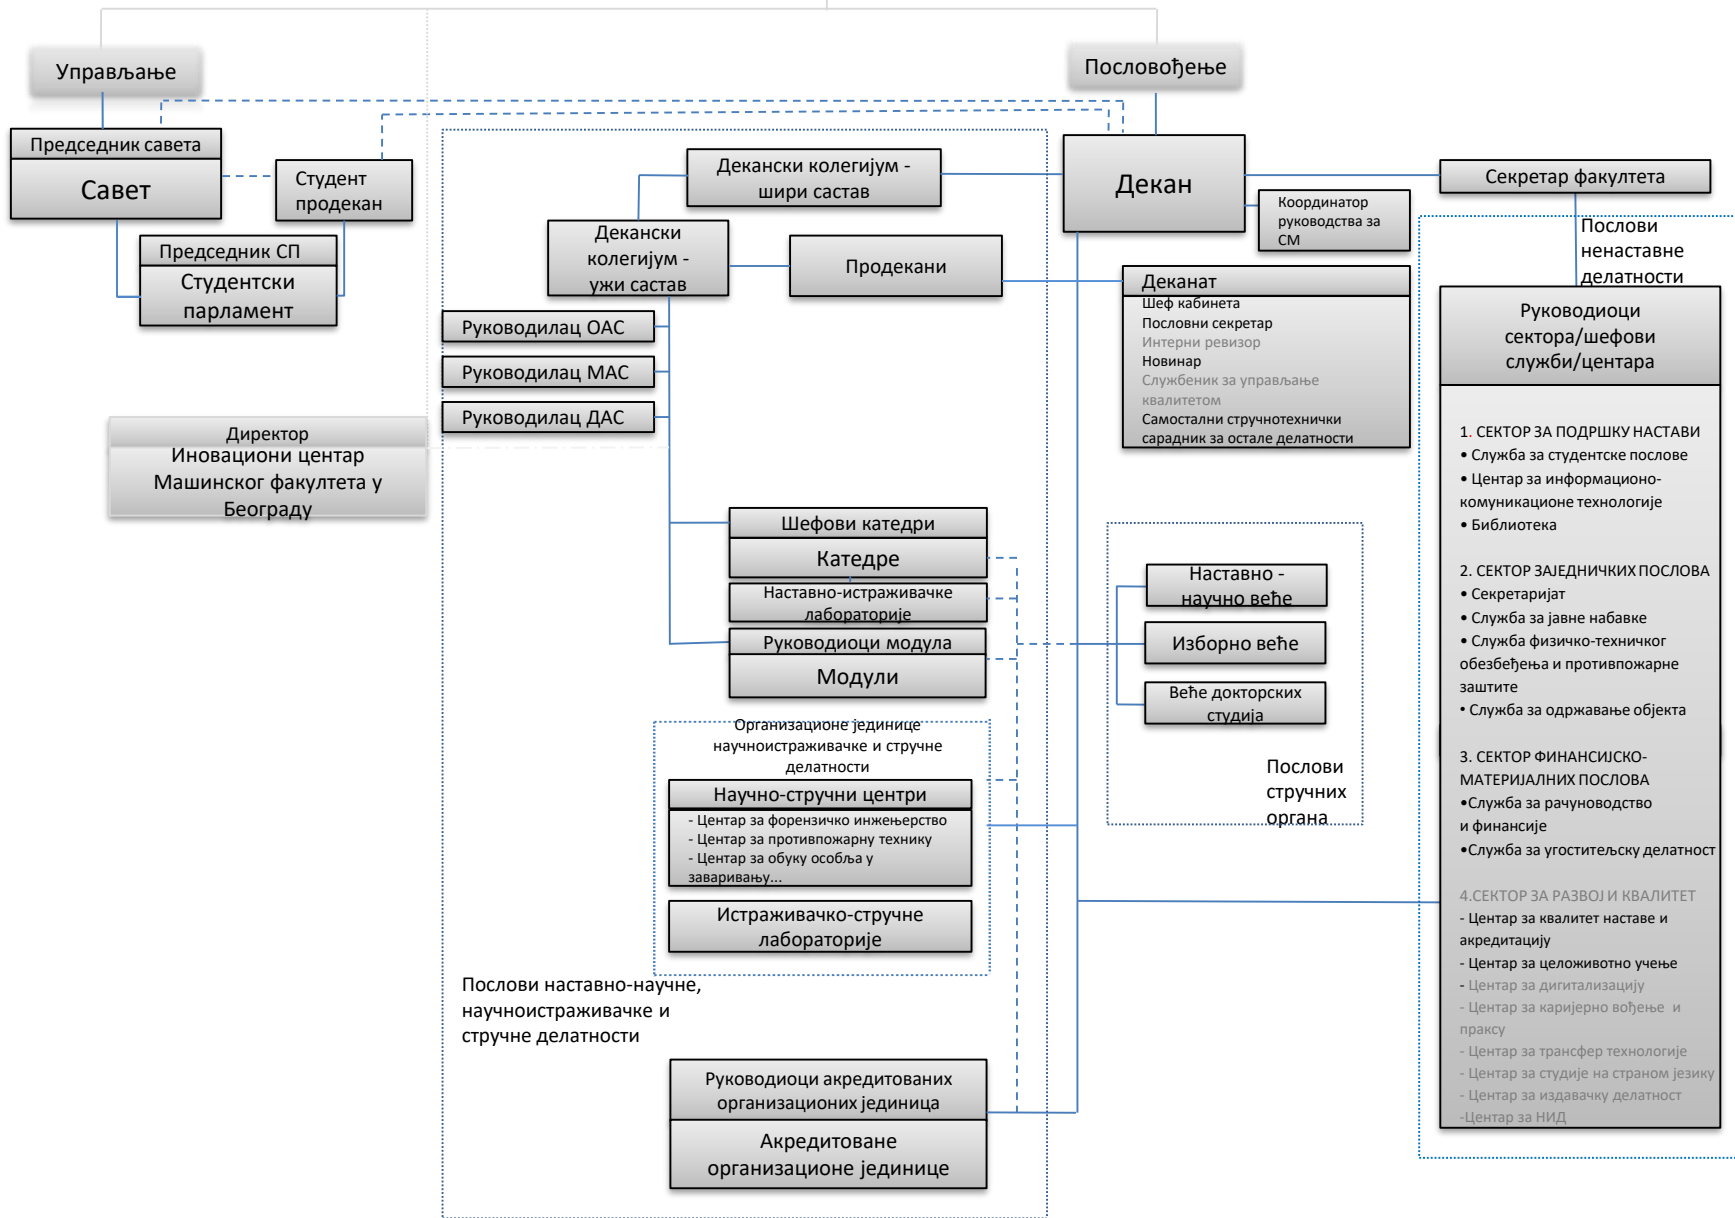 Управљање
Пословођење
Председник савета
Савет
Студент
продекан
Председник СП
Студентски
парламент
Декански колегијум -
шири састав
Декан
Секретар факултета
Координатор
руководства за
СМ
Декански
колегијум -
ужи састав
Продекани
Деканат
Шеф кабинета
Пословни секретар
Интерни ревизор
Новинар
Службеник за управљање
квалитетом
Самостални стручнотехнички
сарадник за остале делатности
Послови
ненаставне
делатности
Руководиоци
сектора/шефови
служби/центара
Руководилац ОАС
Руководилац МАС
Руководилац ДАС
Директор
Иновациони центар
Машинског факултета у
Београду
Шефови катедри
Катедре
Наставно-истраживачке
лабораторије
Руководиоци модула
Модули
Наставно -
научно веће
Изборно веће
Веће докторских
студија
Послови
стручних
органа
Организационе јединице
научноистраживачке и стручне
делатности
Научно-стручни центри
- Центар за форензичко инжењерство
- Центар за противпожарну технику
- Центар за обуку особља у
заваривању...
Истраживачко-стручне
лабораторије
Послови наставно-научне,
научноистраживачке и
стручне делатности
Руководиоци акредитованих
организационих јединица
Акредитоване
организационе јединице
1. СЕКТОР ЗА ПОДРШКУ НАСТАВИ
• Служба за студентске послове
• Центар за информационо-
комуникационе технологије
• Библиотека
2. СЕКТОР ЗАЈЕДНИЧКИХ ПОСЛОВА
• Секретаријат
• Служба за јавне набавке
• Служба физичко-техничког
обезбеђења и противпожарне
заштите
• Служба за одржавање објекта
3. СЕКТОР ФИНАНСИЈСКО-
МАТЕРИЈАЛНИХ ПОСЛОВА
•Служба за рачуноводство
и финансије
•Служба за угоститељску делатност
4.СЕКТОР ЗА РАЗВОЈ И КВАЛИТЕТ
- Центар за квалитет наставе и
акредитацију
- Центар за целоживотно учење
- Центар за дигитализацију
- Центар за каријерно вођење и
праксу
- Центар за трансфер технологије
- Центар за студије на страном језику
- Центар за издавачку делатност
-Центар за НИД